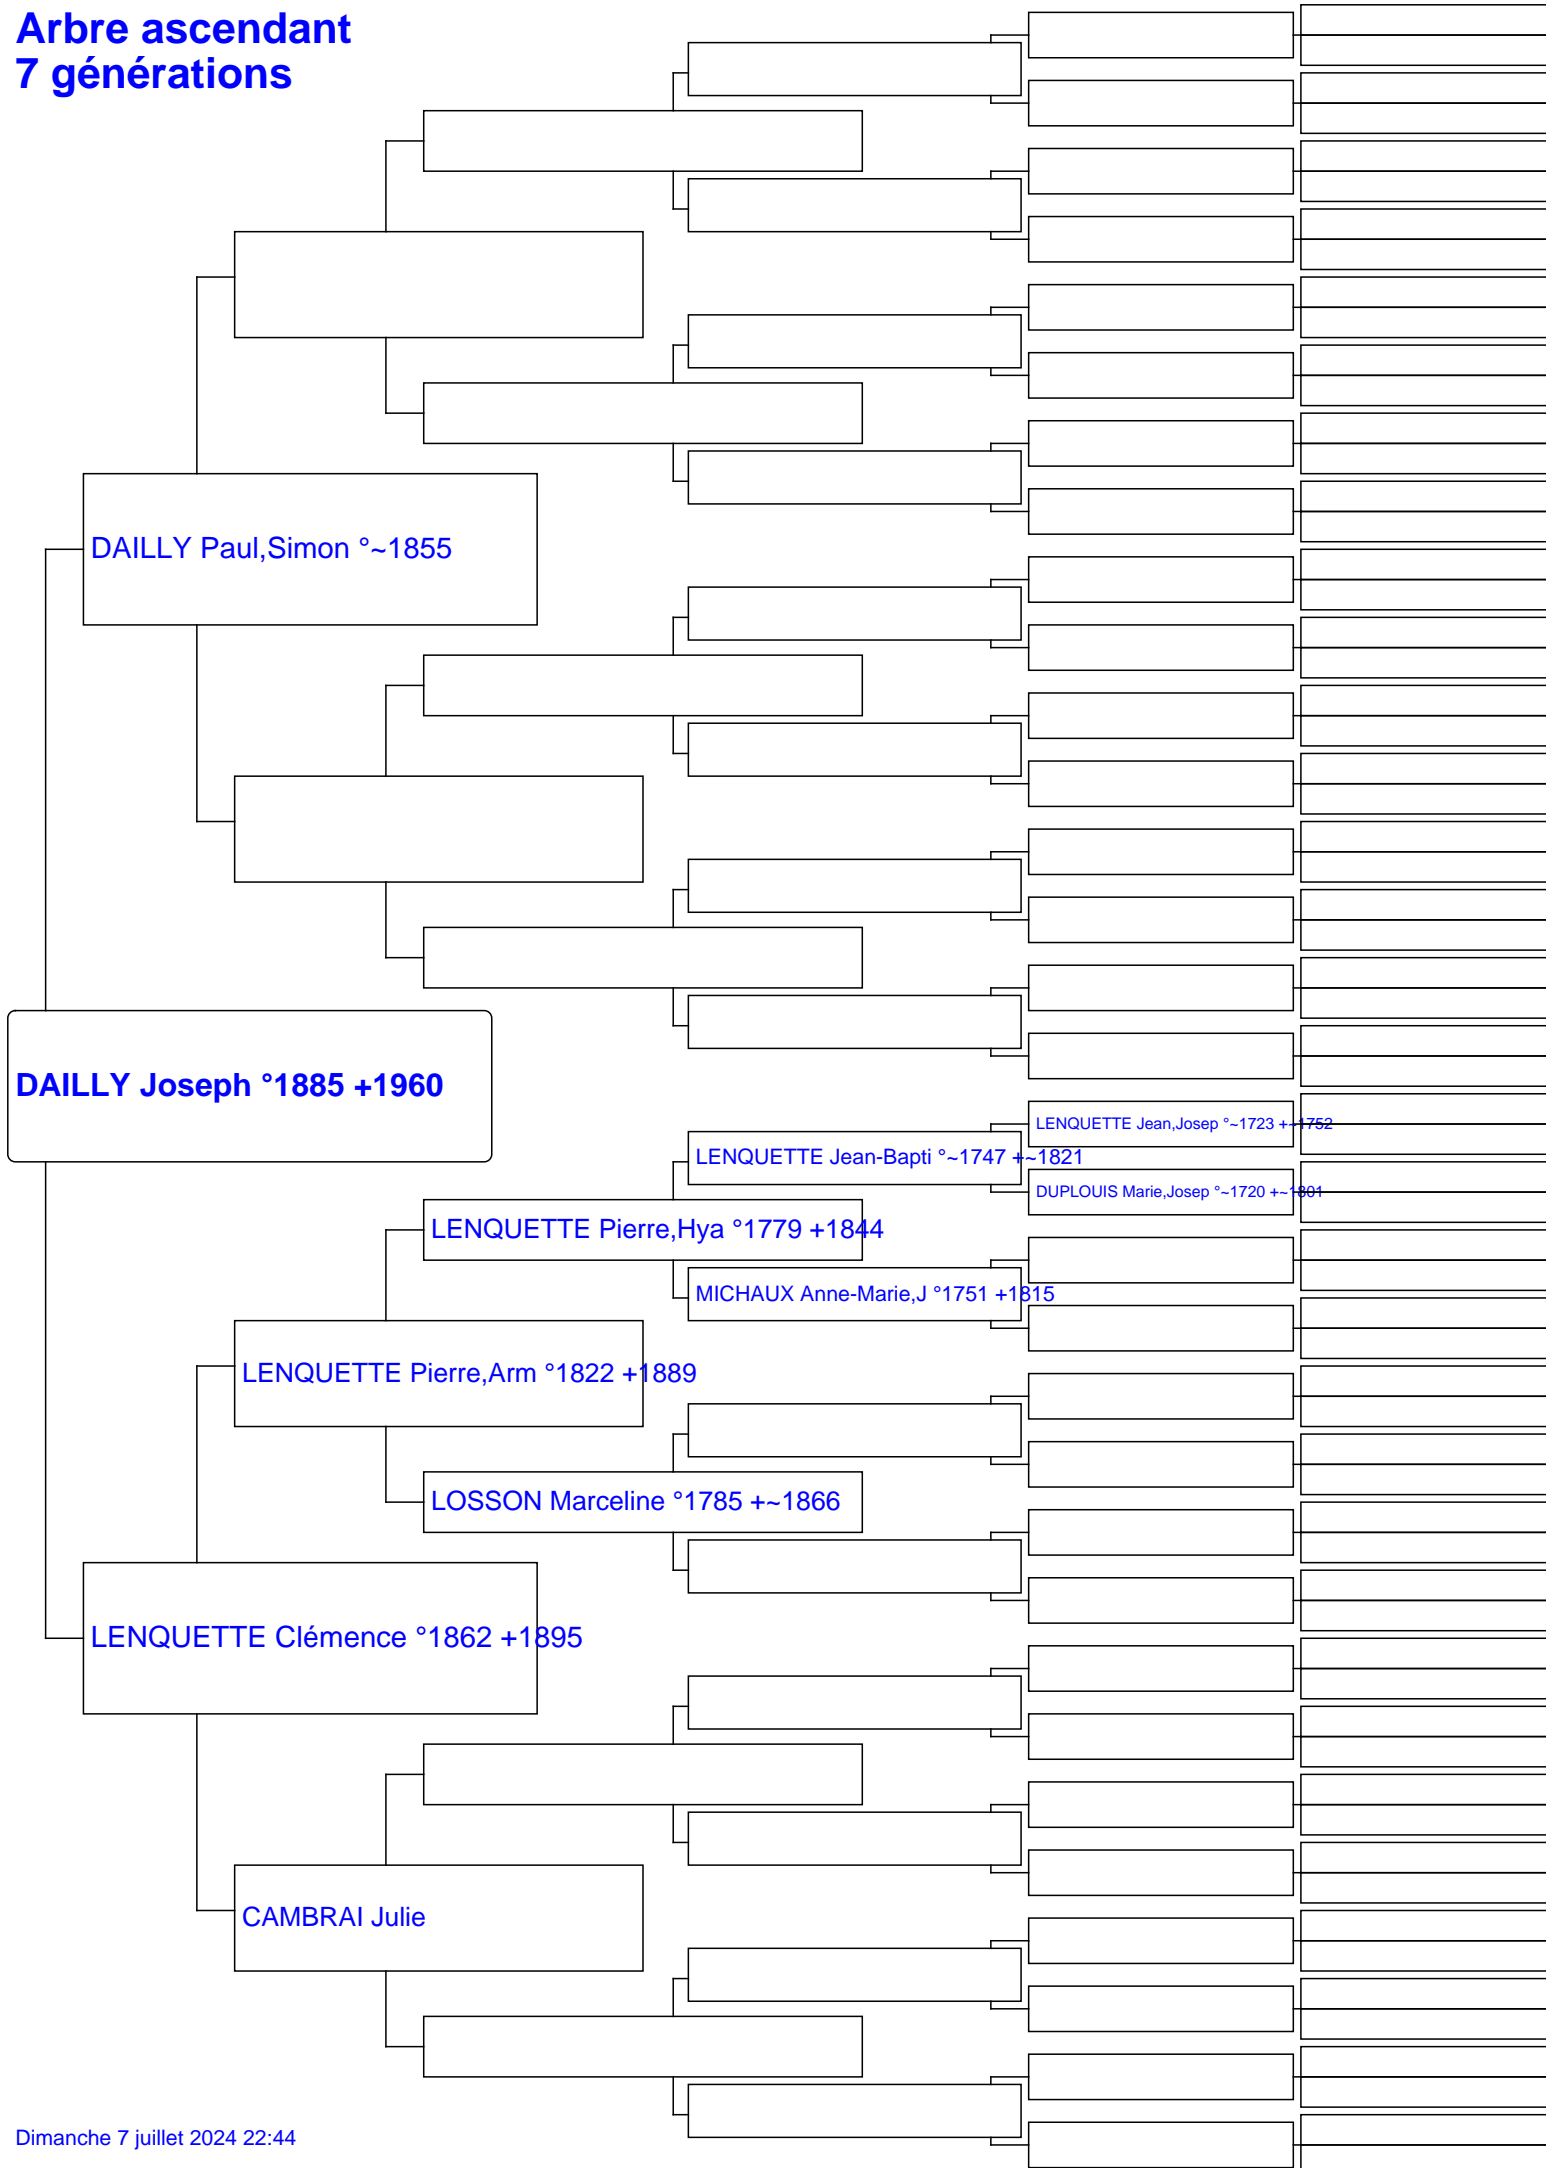 Arbre ascendant
7 générations
DAILLY Paul,Simon °~1855
DAILLY Joseph °1885 +1960
LENQUETTE Jean,Josep °~1723 +~1752
LENQUETTE Jean-Bapti °~1747 +~1821
DUPLOUIS Marie,Josep °~1720 +~1801
LENQUETTE Pierre,Hya °1779 +1844
MICHAUX Anne-Marie,J °1751 +1815
LENQUETTE Pierre,Arm °1822 +1889
LOSSON Marceline °1785 +~1866
LENQUETTE Clémence °1862 +1895
CAMBRAI Julie
Dimanche 7 juillet 2024 22:44